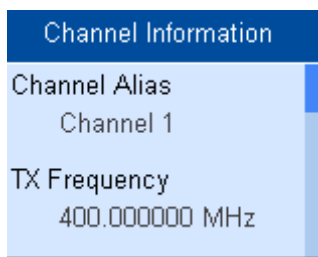 Channel Information
Channel Alias
Channel 1
TX Frequency
400.000000 MHz